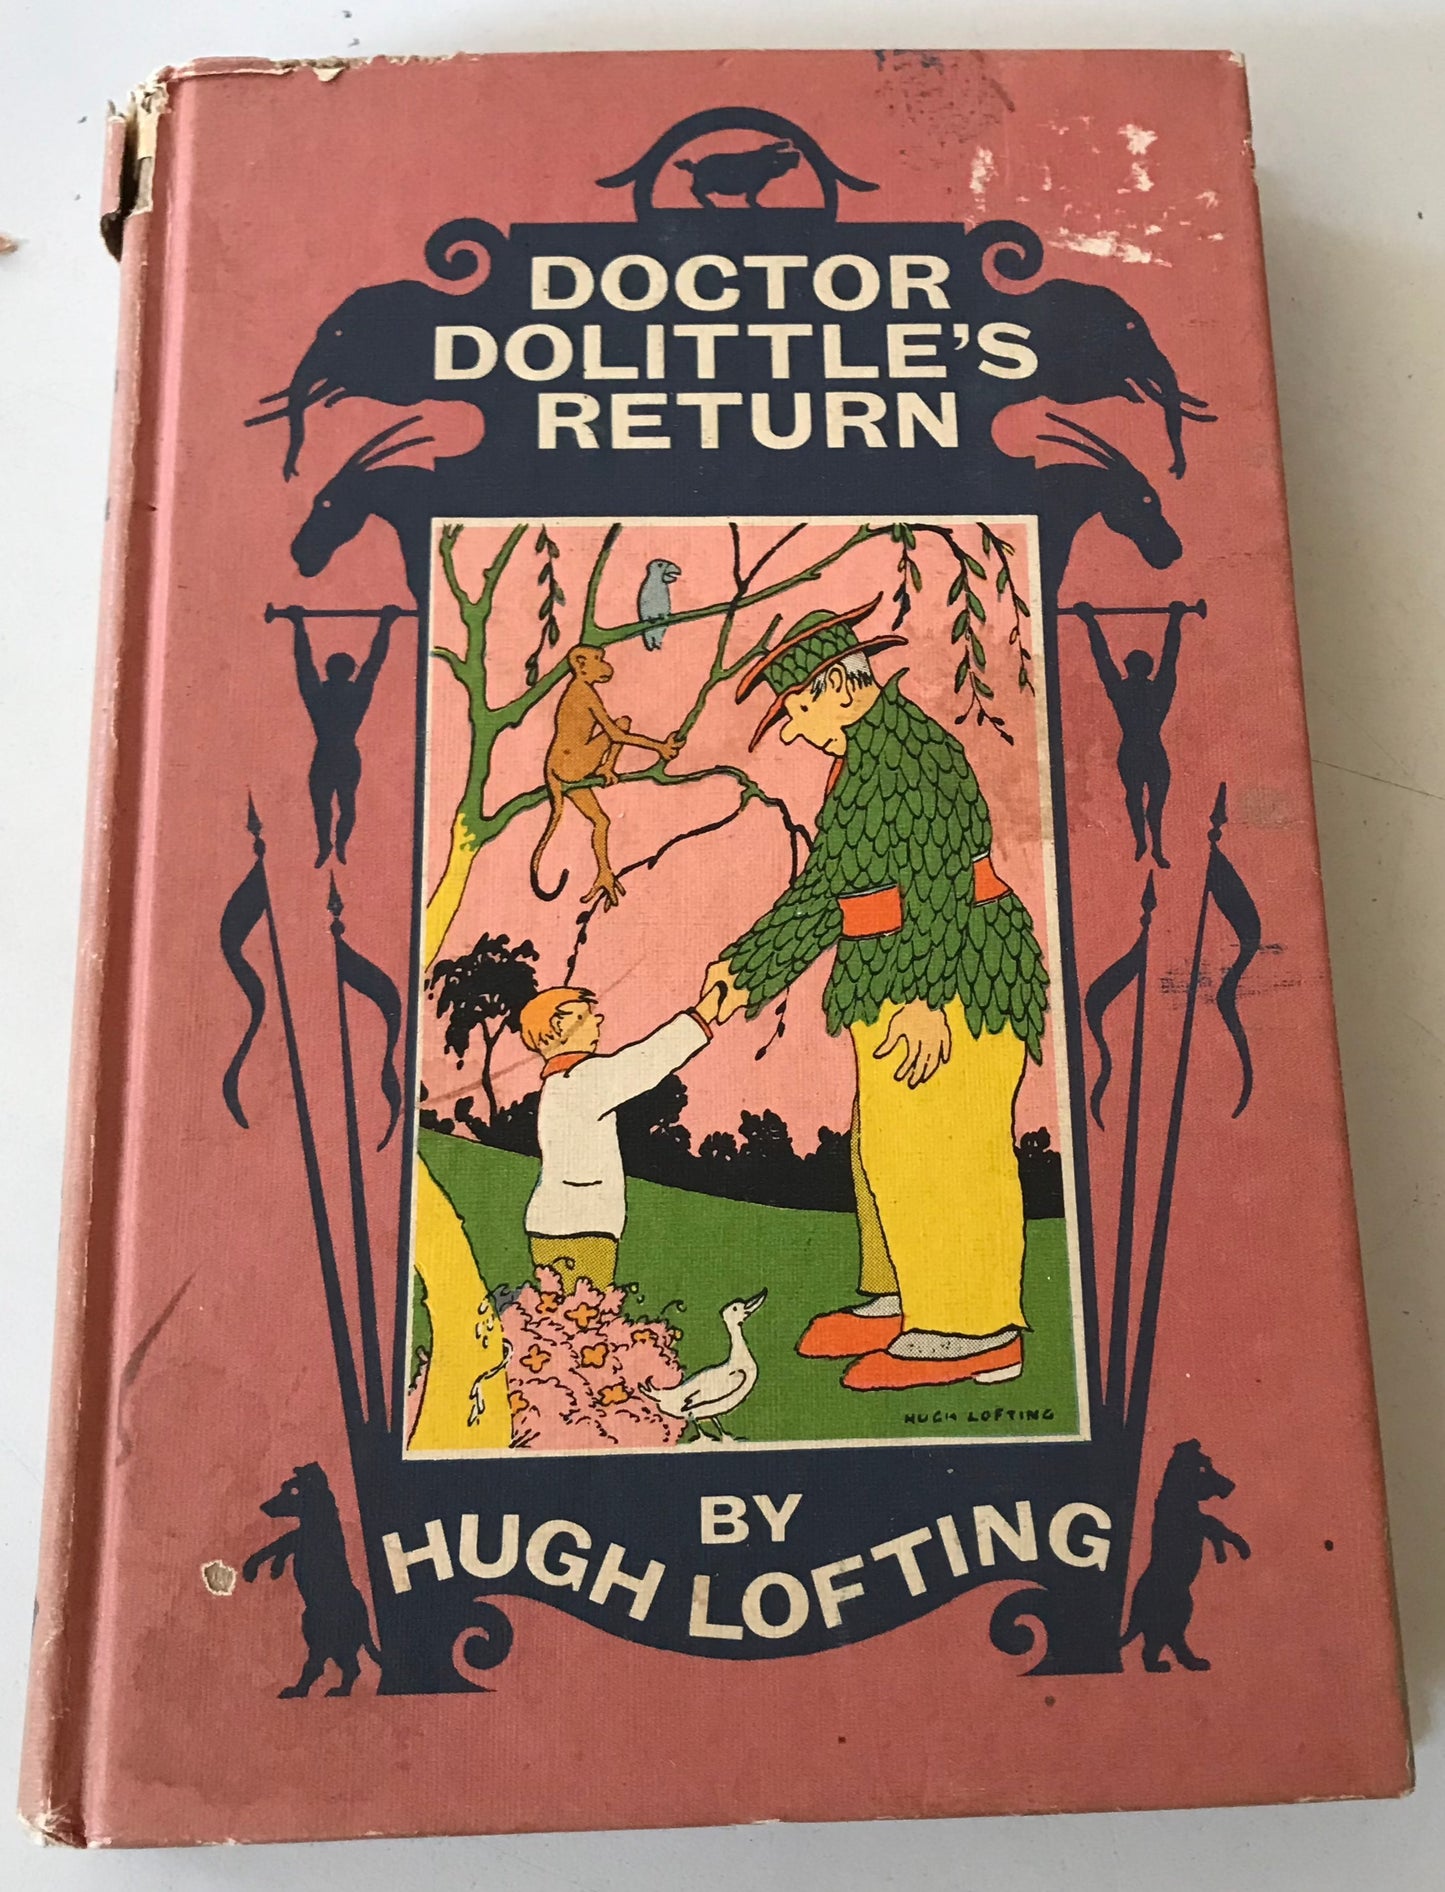 DOCTOR
DOLITTLE'S
RETURN
HUGH LOFTING
BY
HUGH LOFTING